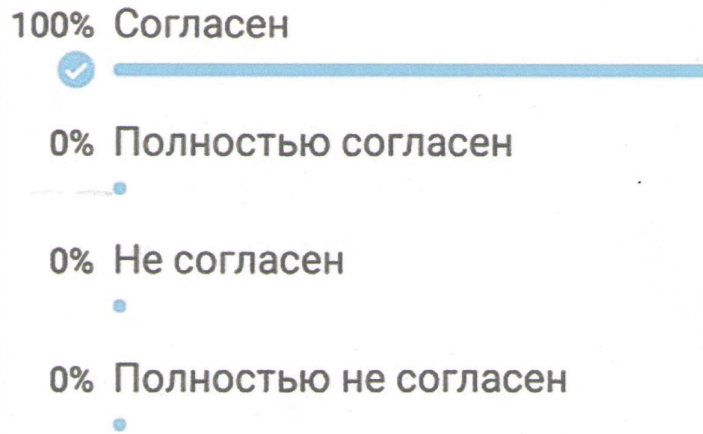 100% Согласен
0% Полностью согласен
0% Не согласен
0% Полностью не согласен